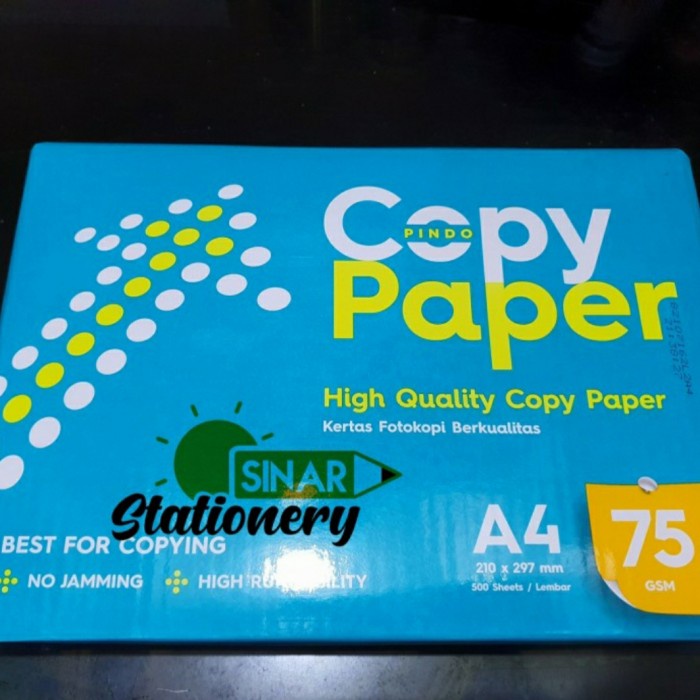 Copy
PINDO
Paper
High Quality Copy Paper
Kertas Fotokopi Berkualitas
SINAR
Stationery
BEST FOR COPYING
NO JAMMING
HIGH
A4
210 x 297 mm
500 Sheets / Lembar
75
GSM